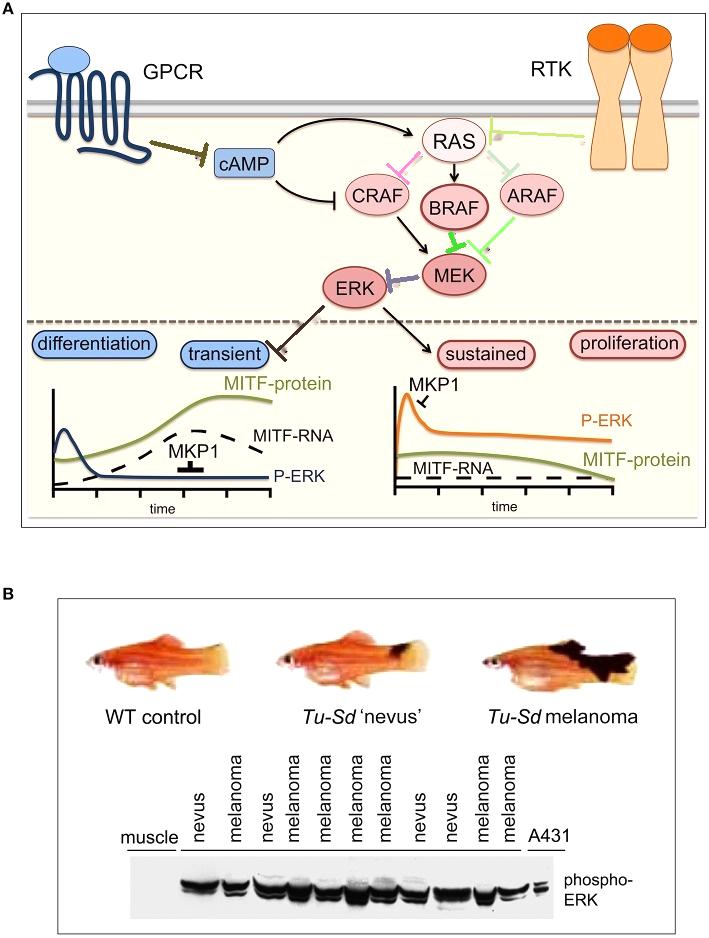 A
GPCR
RTK
cAMP
RAS
CRAF
BRAF
ARAF
MEK
ERK
differentiation
transient
sustained
proliferation
MITF-protein
MITF-RNA
MKP1
P-ERK
time
MKP1
P-ERK
MITF-protein
MITF-RNA
time
B
WT control
Tu-Sd 'nevus'
Tu-Sd melanoma
muscle
nevus
melanoma
nevus
melanoma
melanoma
melanoma
melanoma
nevus
nevus
melanoma
melanoma
A431
phospho-
ERK